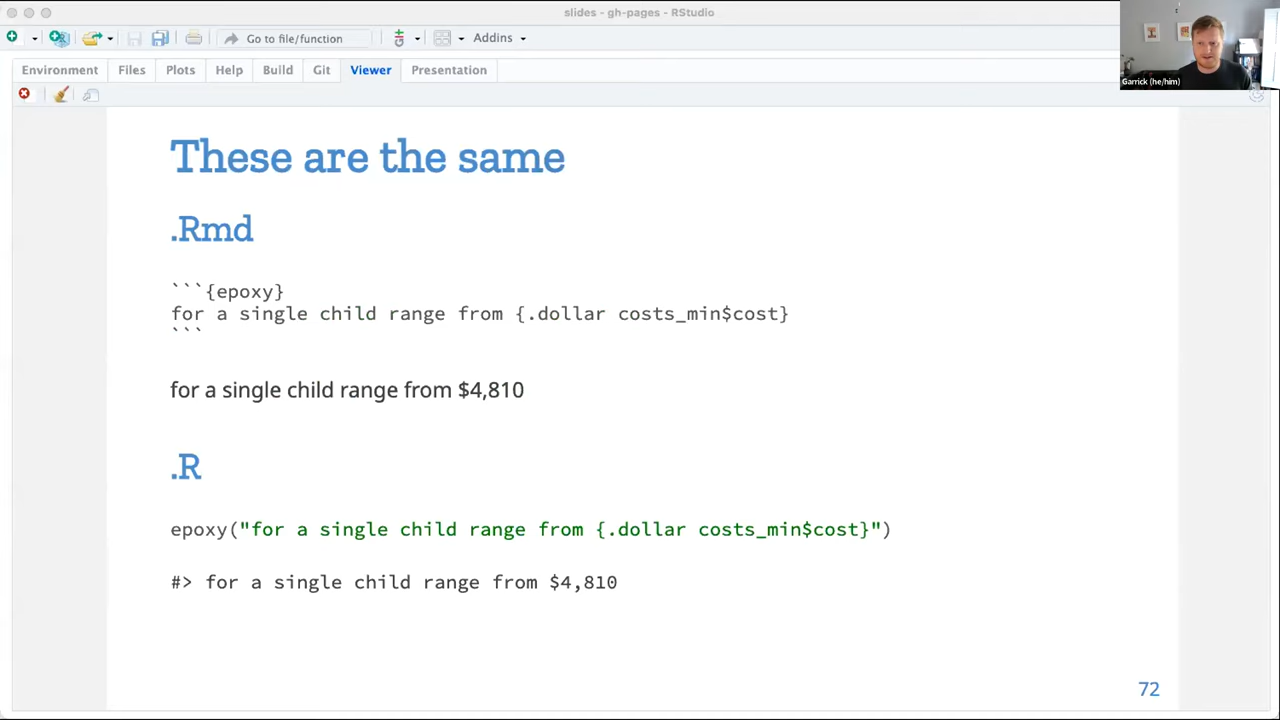 slides - gh-pages - RStudio
Go to file/function
Addins
Environment
Files
Plots
Help
Build
Git
Viewer
Presentation
Garrick (he/him)
These are the same
.Rmd
```{epoxy}
for a single child range from {.dollar costs_min$cost}
```
for a single child range from $4,810
.R
epoxy("for a single child range from {.dollar costs_min$cost}")
#> for a single child range from $4,810
72